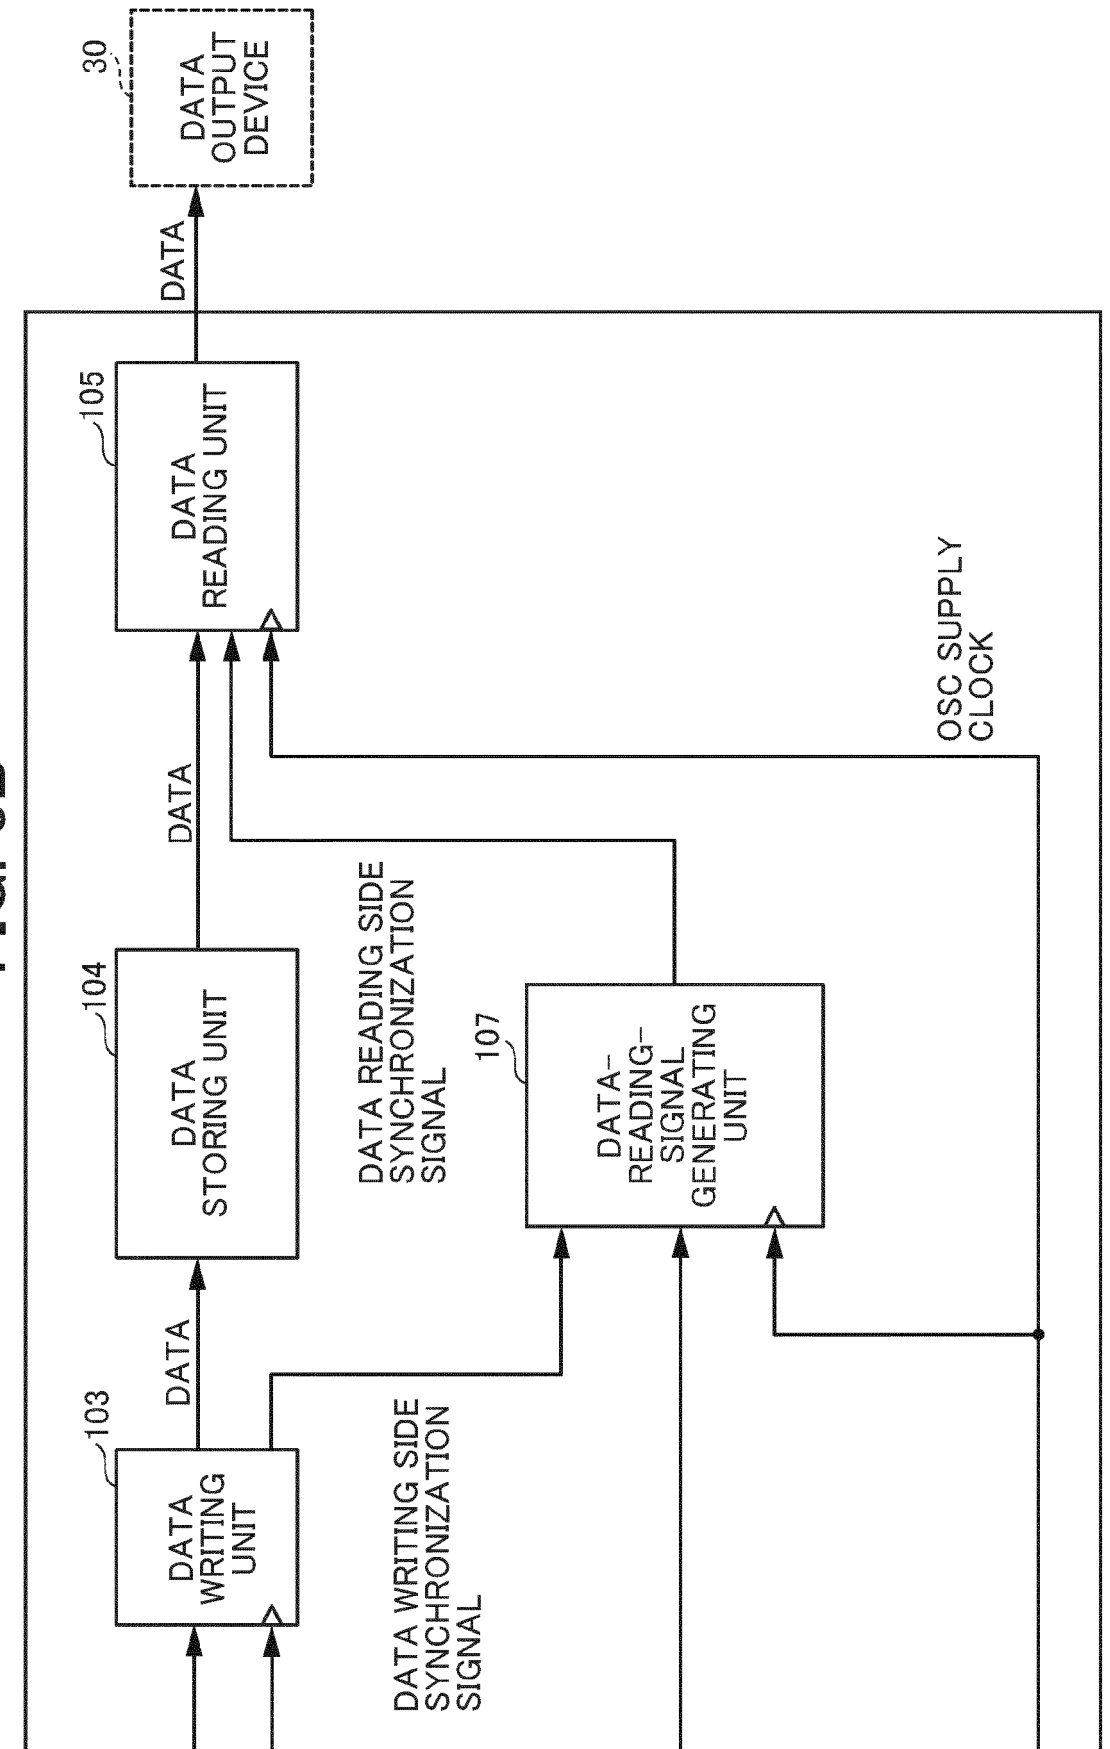 103
DATA
WRITING
UNIT
DATA
104
DATA
STORING UNIT
DATA
105
DATA
READING UNIT
DATA
30
DATA
OUTPUT
DEVICE
DATA WRITING SIDE
SYNCHRONIZATION
SIGNAL
DATA READING SIDE
SYNCHRONIZATION
SIGNAL
107
DATA-
READING-
SIGNAL
GENERATING
UNIT
OSC SUPPLY
CLOCK